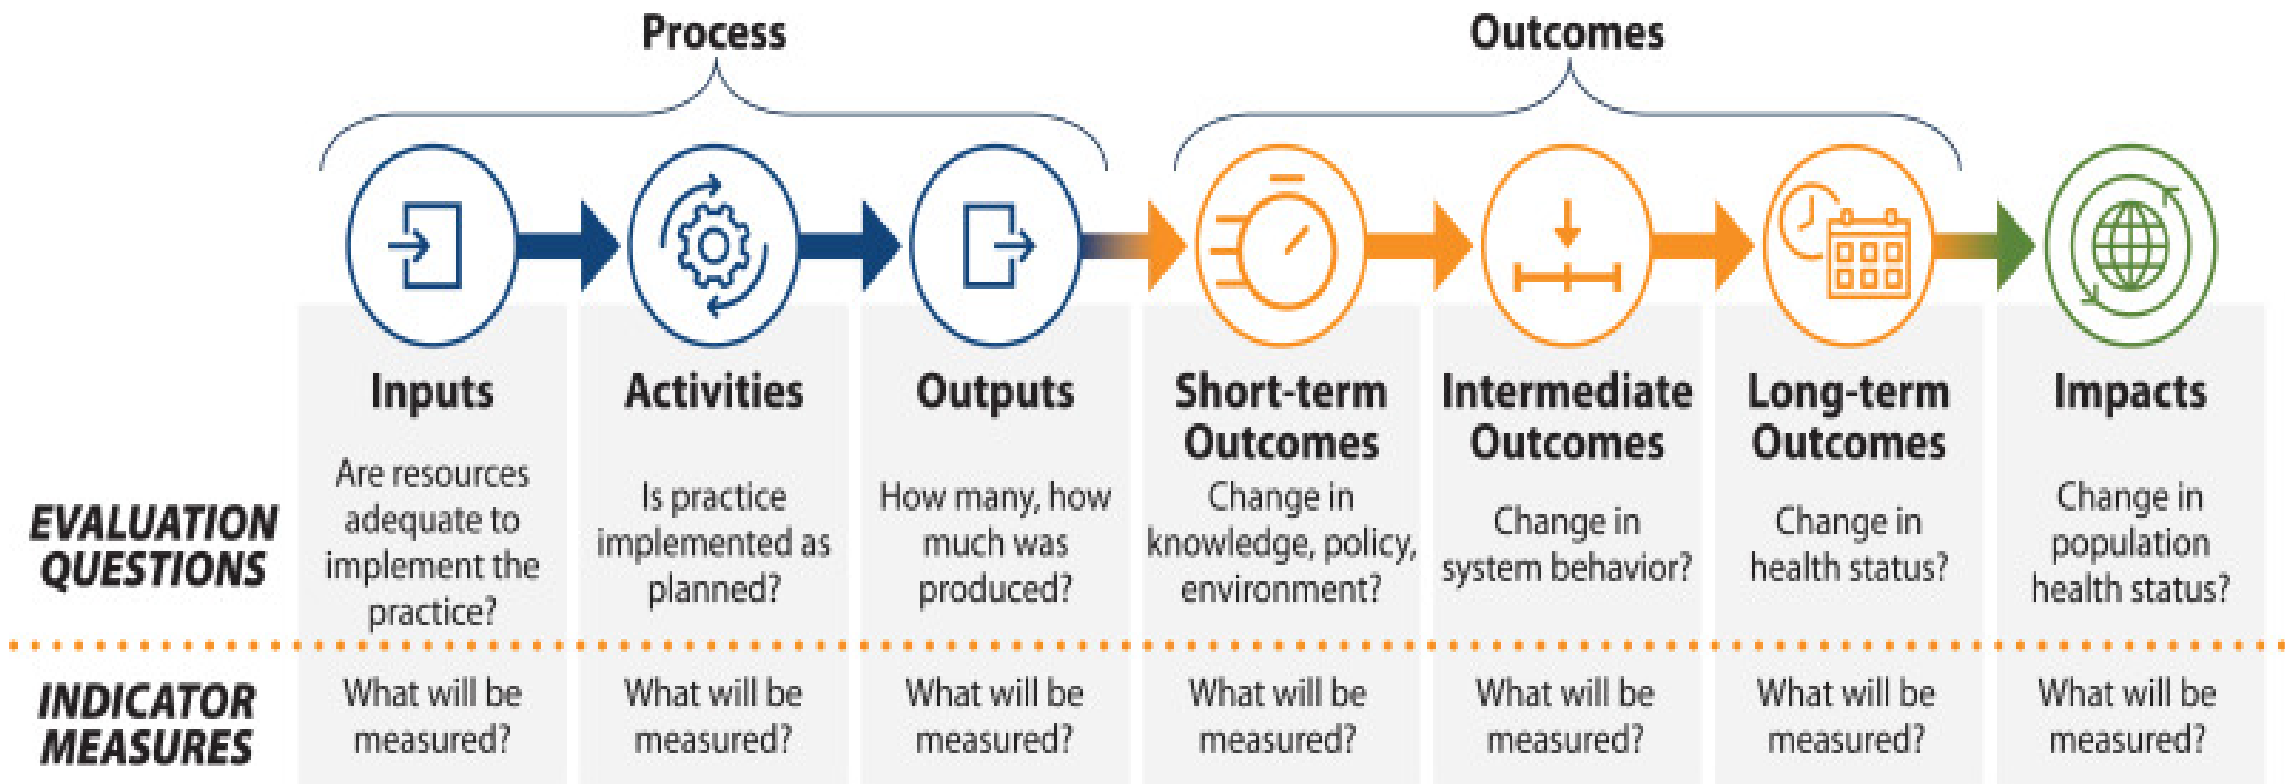 Process
Outcomes
Inputs
Activities
Outputs
Short-term
Outcomes
Intermediate
Outcomes
Long-term
Outcomes
Impacts
EVALUATION
QUESTIONS
Are resources
adequate to
implement the
practice?
Is practice
implemented as
planned?
How many, how
much was
produced?
Change in
knowledge, policy,
environment?
Change in
system behavior?
Change in
health status?
Change in
population
health status?
INDICATOR
MEASURES
What will be
measured?
What will be
measured?
What will be
measured?
What will be
measured?
What will be
measured?
What will be
measured?
What will be
measured?